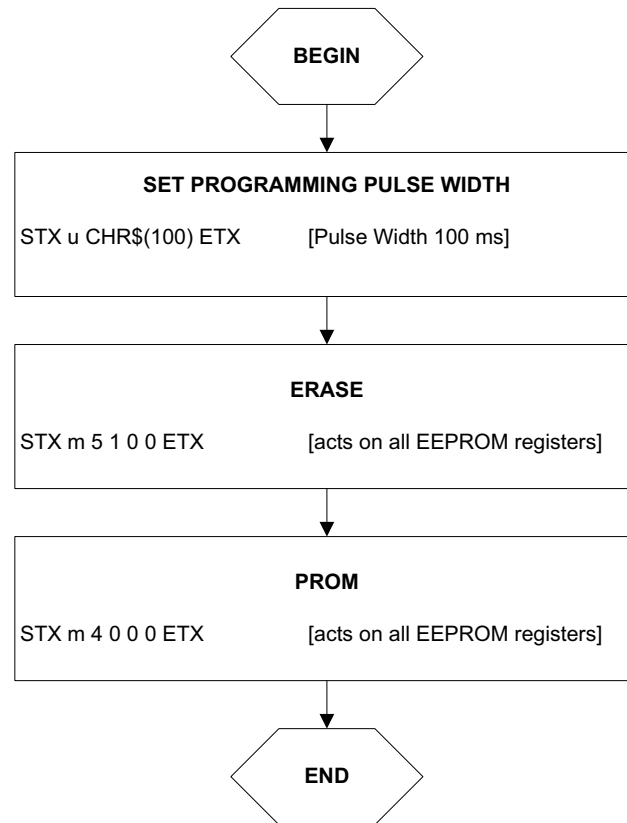 BEGIN
SET PROGRAMMING PULSE WIDTH
STX u CHR$(100) ETX [Pulse Width 100 ms]
ERASE
STX m 5 1 0 0 ETX [acts on all EEPROM registers]
PROM
STX m 4 0 0 0 ETX [acts on all EEPROM registers]
END